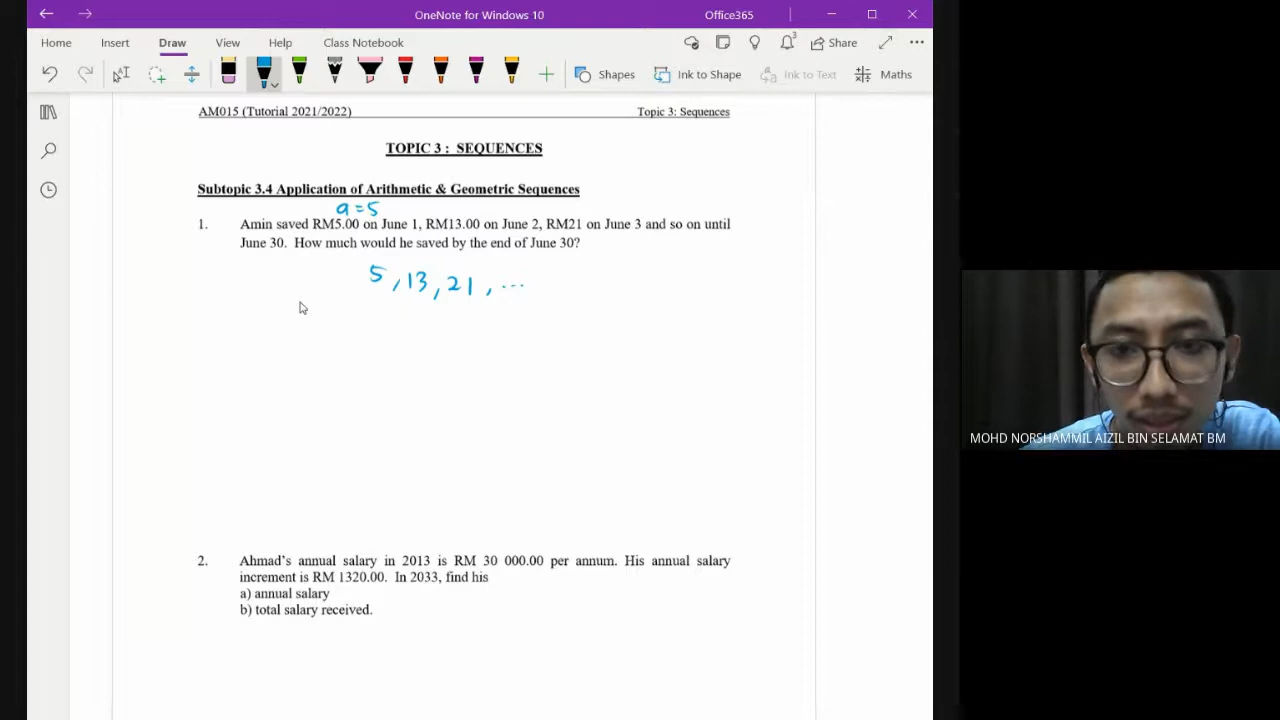 OneNote for Windows 10
Office365
Home Insert Draw View Help Class Notebook
3
Share
Shapes Ink to Shape Ink to Text Maths
AM015 (Tutorial 2021/2022) Topic 3: Sequences
TOPIC 3 : SEQUENCES
Subtopic 3.4 Application of Arithmetic & Geometric Sequences
a = 5
1. Amin saved RM5.00 on June 1, RM13.00 on June 2, RM21 on June 3 and so on until
June 30. How much would he saved by the end of June 30?
5, 13, 21, ...
2. Ahmad's annual salary in 2013 is RM 30 000.00 per annum. His annual salary
increment is RM 1320.00. In 2033, find his
a) annual salary
b) total salary received.
MOHD NORSHAMMIL AIZIL BIN SELAMAT BM